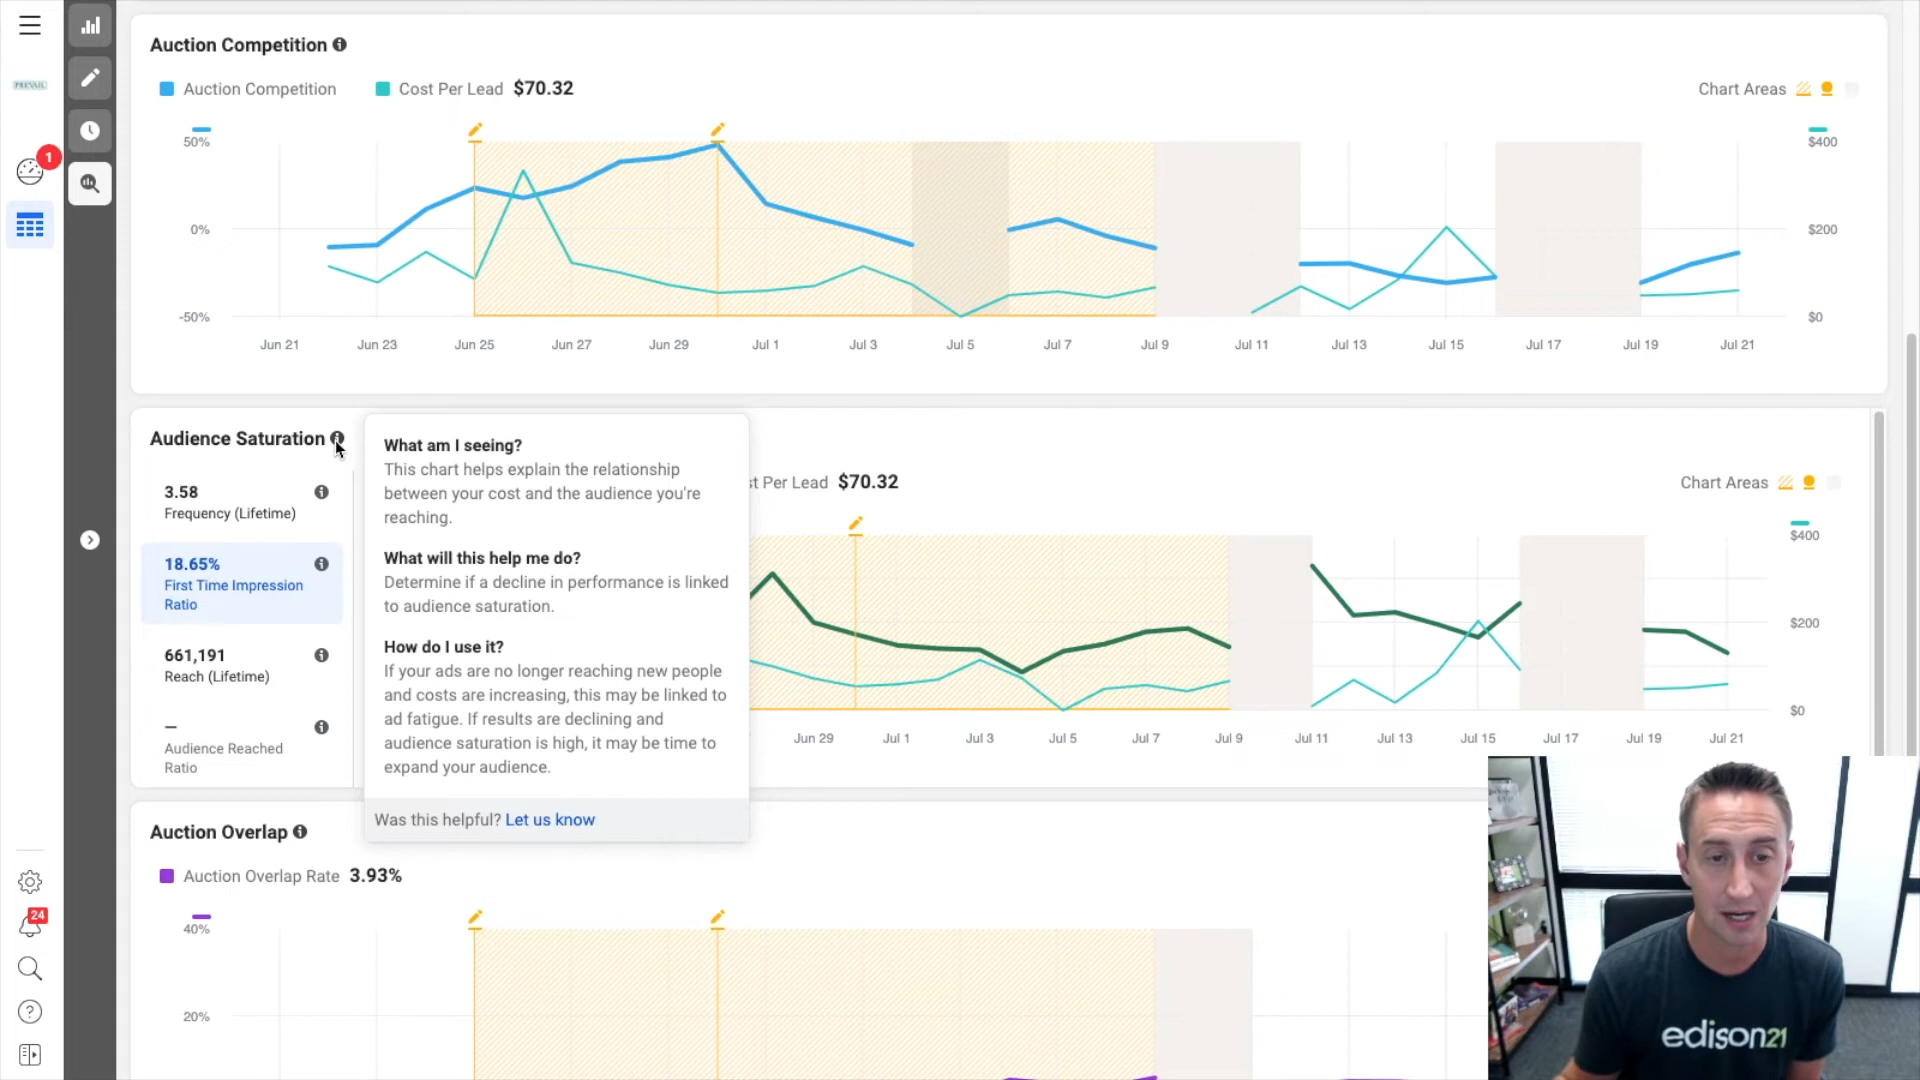 Auction Competition
Auction Competition
Cost Per Lead $70.32
Chart Areas
50%
$400
0%
$200
-50%
$0
Jun 21 Jun 23 Jun 25 Jun 27 Jun 29 Jul 1 Jul 3 Jul 5 Jul 7 Jul 9 Jul 11 Jul 13 Jul 15 Jul 17 Jul 19 Jul 21
PREVAIL
1
24
Audience Saturation
3.58
Frequency (Lifetime)
18.65%
First Time Impression
Ratio
661,191
Reach (Lifetime)
—
Audience Reached
Ratio
What am I seeing?
This chart helps explain the relationship
between your cost and the audience you're
reaching.
What will this help me do?
Determine if a decline in performance is linked
to audience saturation.
How do I use it?
If your ads are no longer reaching new people
and costs are increasing, this may be linked to
ad fatigue. If results are declining and
audience saturation is high, it may be time to
expand your audience.
Was this helpful? Let us know
st Per Lead $70.32
Chart Areas
$400
$200
$0
Jun 29 Jul 1 Jul 3 Jul 5 Jul 7 Jul 9 Jul 11 Jul 13 Jul 15 Jul 17 Jul 19 Jul 21
Auction Overlap
Auction Overlap Rate 3.93%
40%
20%
edison21